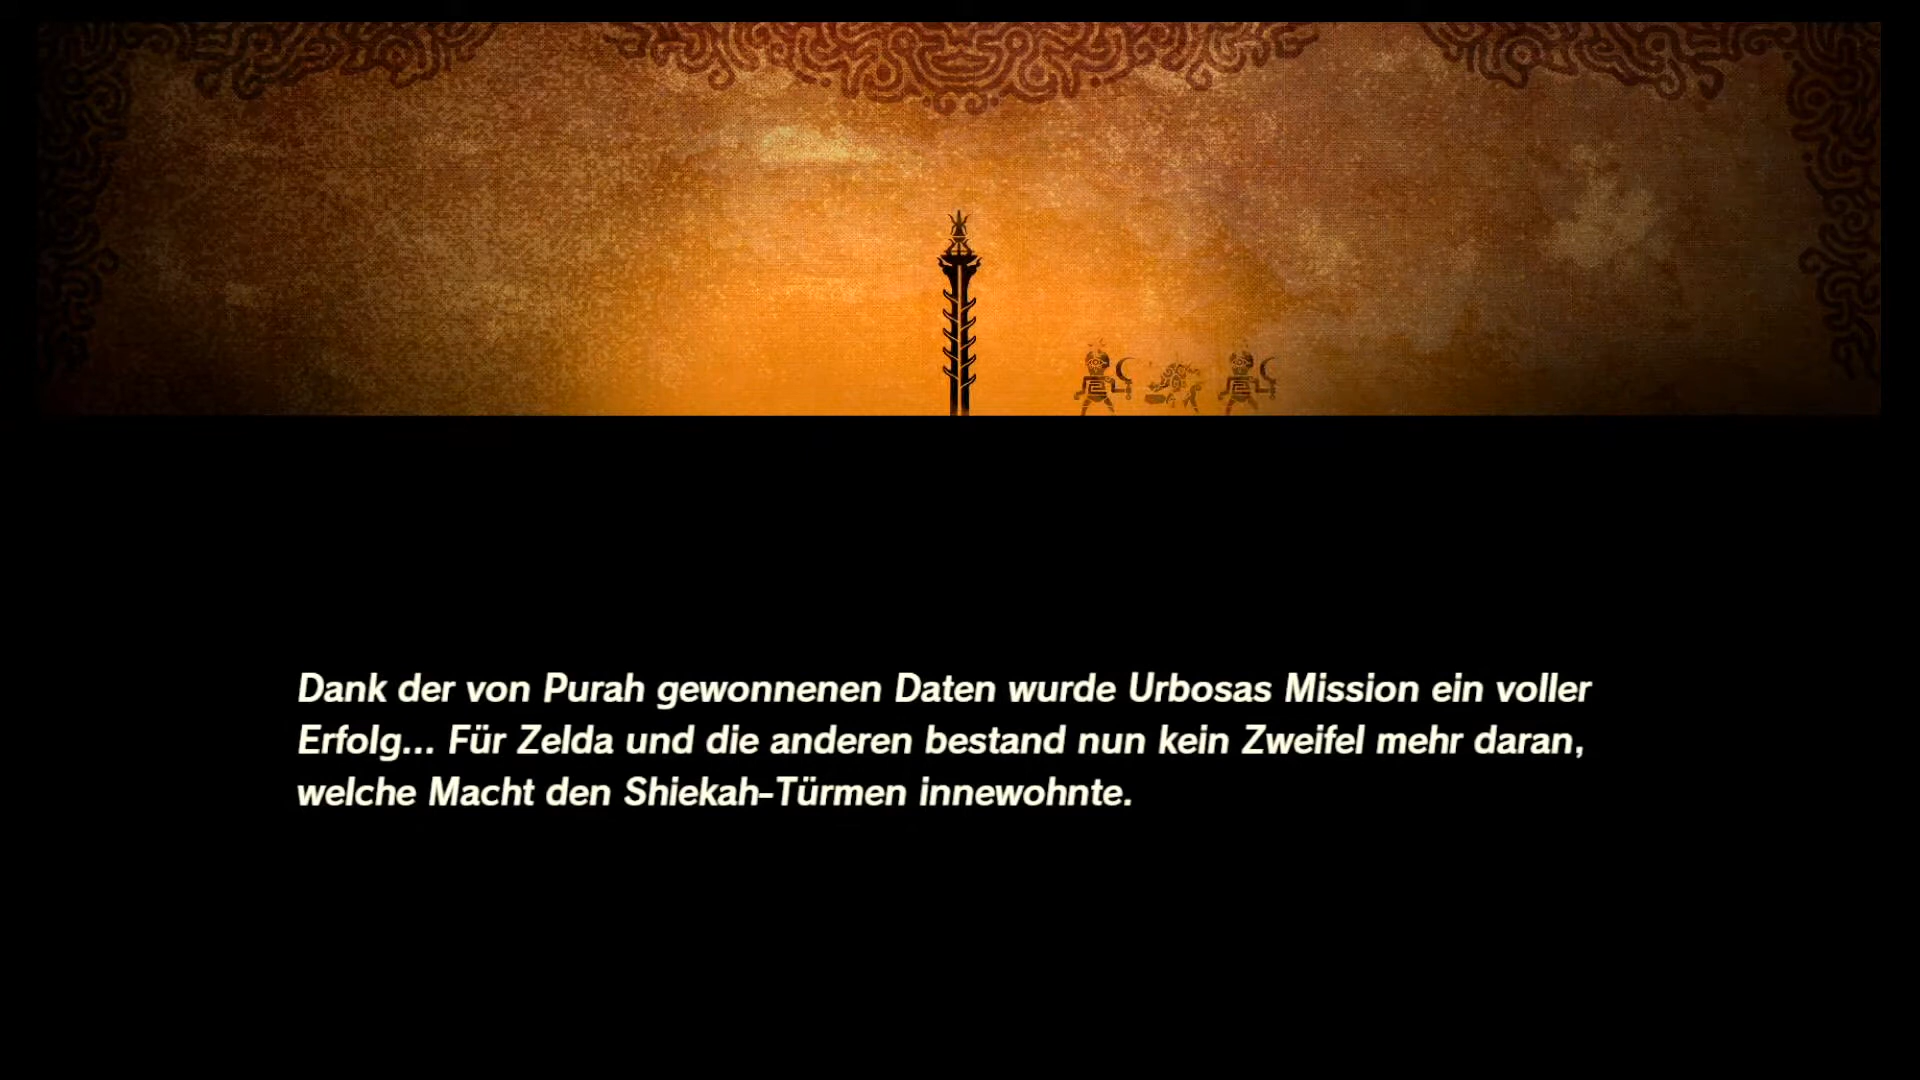 Dank der von Purah gewonnenen Daten wurde Urbosas Mission ein voller
Erfolg... Für Zelda und die anderen bestand nun kein Zweifel mehr daran,
welche Macht den Shiekah-Türmen innewohnte.